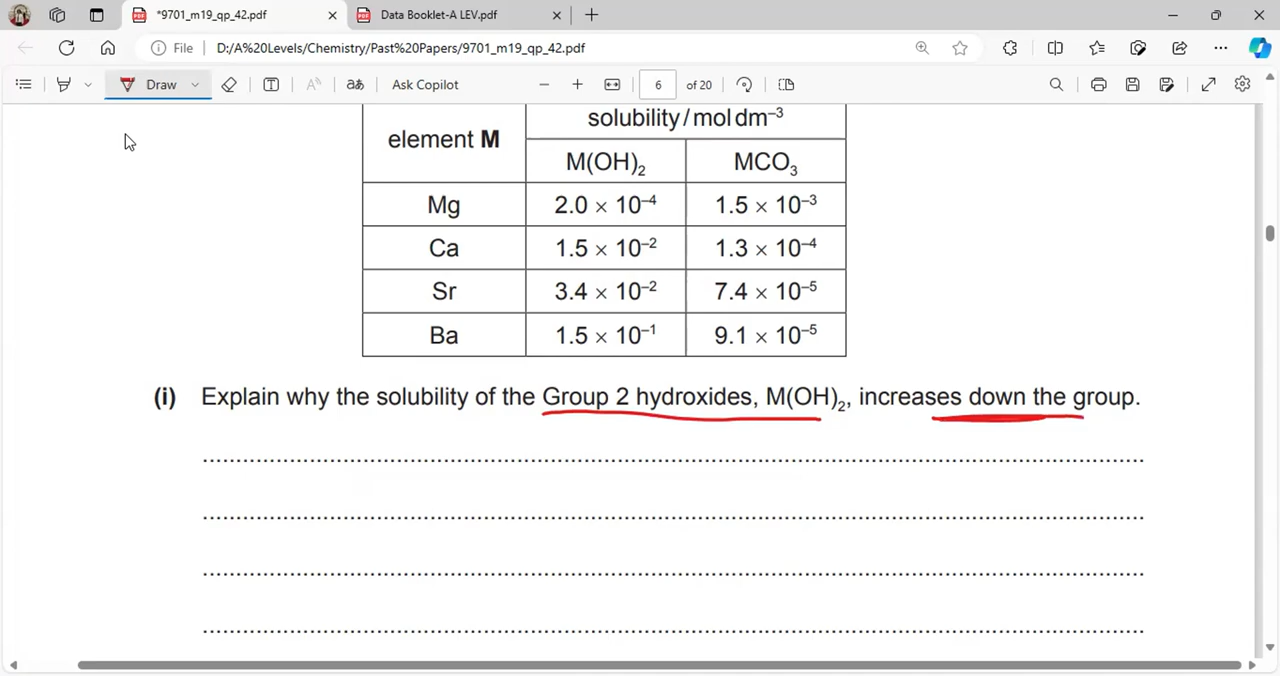 *9701_m19_qp_42.pdf
Data Booklet-A LEV.pdf
File D:/A%20Levels/Chemistry/Past%20Papers/9701_m19_qp_42.pdf
Draw Ask Copilot 6 of 20
element M solubility / mol dm⁻³
M(OH)₂ MCO₃
Mg 2.0 × 10⁻⁴ 1.5 × 10⁻³
Ca 1.5 × 10⁻² 1.3 × 10⁻⁴
Sr 3.4 × 10⁻² 7.4 × 10⁻⁵
Ba 1.5 × 10⁻¹ 9.1 × 10⁻⁵
(i) Explain why the solubility of the Group 2 hydroxides, M(OH)₂, increases down the group.